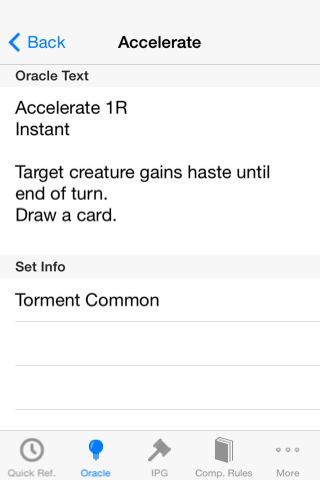 Back
Accelerate
Oracle Text
Accelerate 1R
Instant
Target creature gains haste until
end of turn.
Draw a card.
Set Info
Torment Common
Quick Ref.
Oracle
IPG
Comp. Rules
More